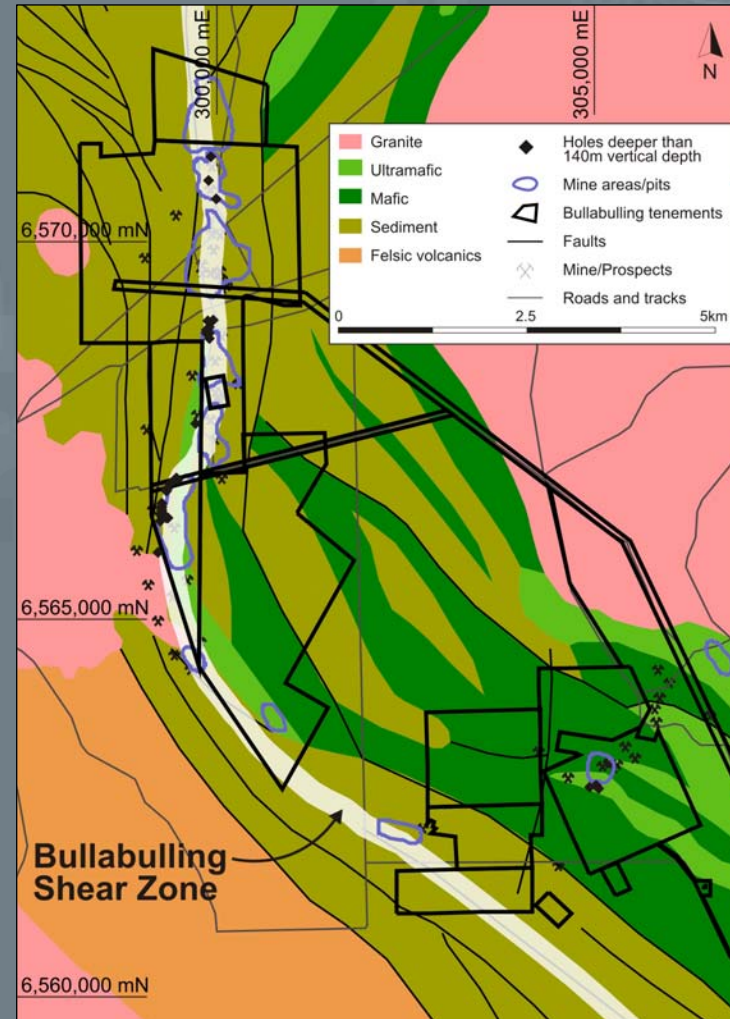 300,000 mE
305,000 mE
N
Granite
Ultramafic
Mafic
Sediment
Felsic volcanics
Holes deeper than
140m vertical depth
Mine areas/pits
Bullabulling tenements
Faults
Mine/Prospects
Roads and tracks
0 2.5 5km
6,570,000 mN
6,565,000 mN
Bullabulling
Shear Zone
6,560,000 mN